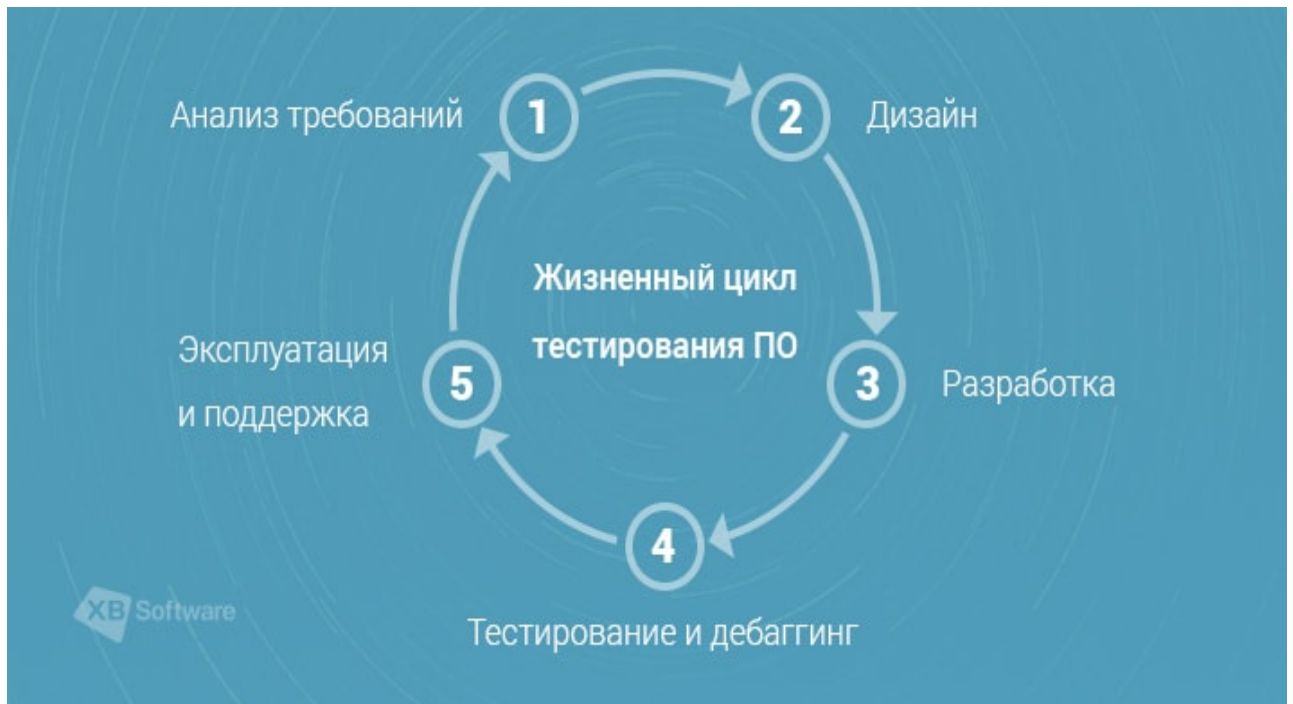 Анализ требований
1
2
Дизайн
Жизненный цикл
тестирования ПО
Эксплуатация
и поддержка
5
3
Разработка
4
XB Software
Тестирование и дебаггинг